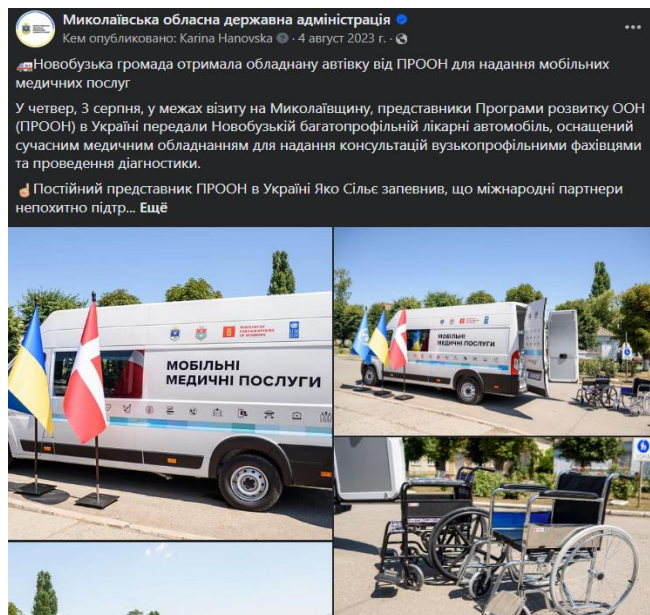 Миколаївська обласна державна адміністрація
Кем опубликовано: Karina Hanovska · 4 август 2023 г. ·
🚑Новобузька громада отримала обладнану автівку від ПРООН для надання мобільних
медичних послуг
У четвер, 3 серпня, у межах візиту на Миколаївщину, представники Програми розвитку ООН
(ПРООН) в Україні передали Новобузькій багатопрофільній лікарні автомобіль, оснащений
сучасним медичним обладнанням для надання консультацій вузькопрофільними фахівцями
та проведення діагностики.
☝Постійний представник ПРООН в Україні Яко Сільє запевнив, що міжнародні партнери
непохитно підтр... Ещё
МОБІЛЬНІ
МЕДИЧНІ ПОСЛУГИ
МОБІЛЬНІ
МЕДИЧНІ ПОСЛУГИ